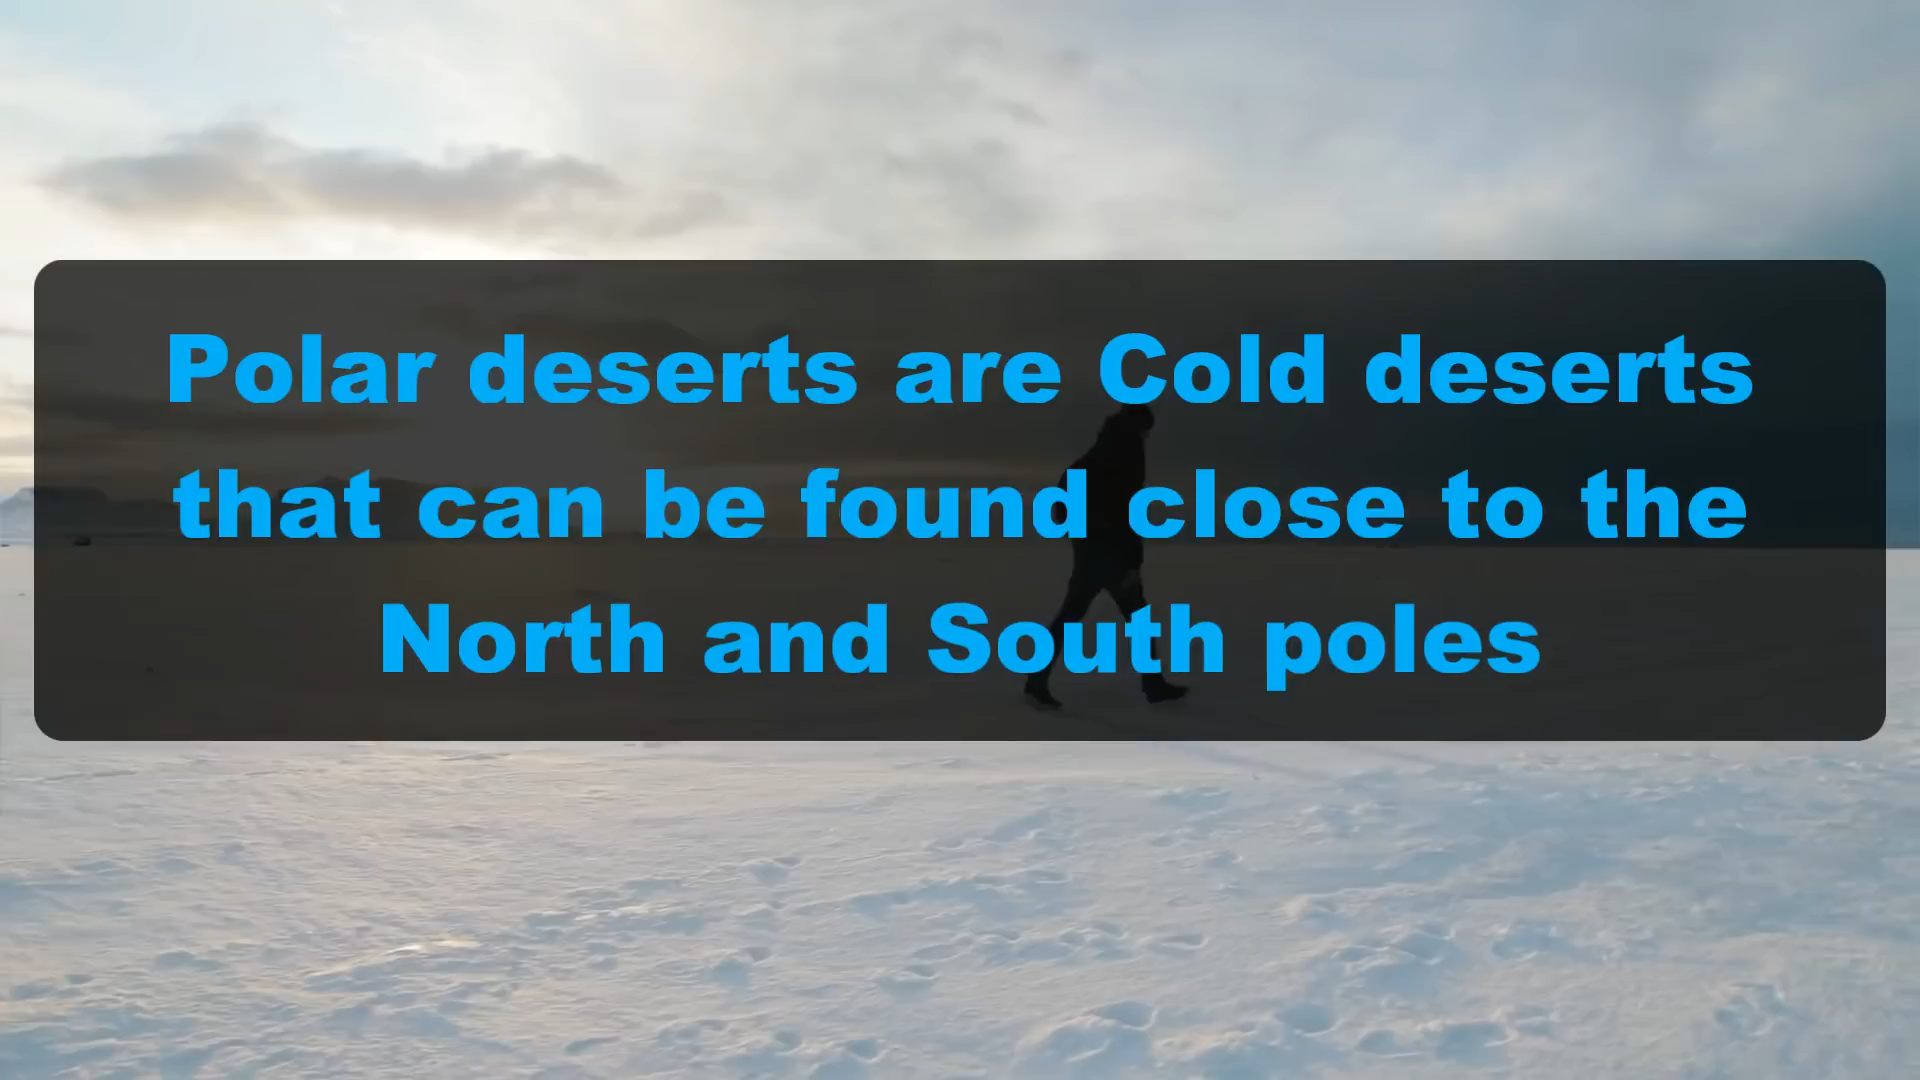 Polar deserts are Cold deserts
that can be found close to the
North and South poles